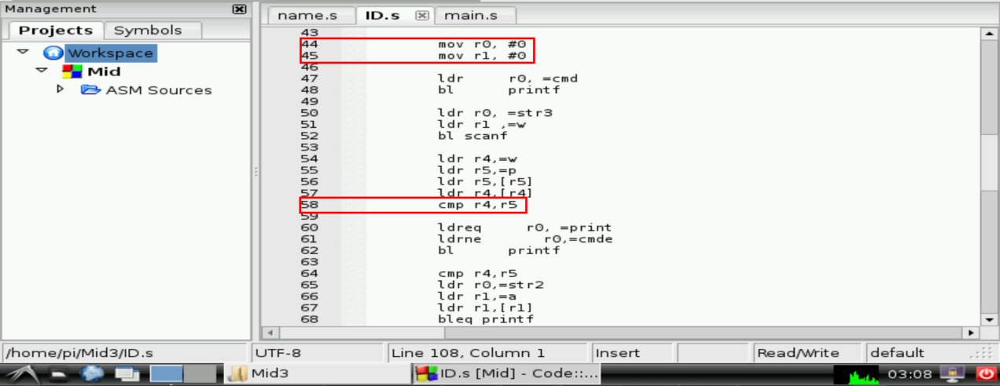 Management
Projects Symbols
Workspace
Mid
ASM Sources
name.s ID.s main.s
43
44 mov r0, #0
45 mov r1, #0
46
47 ldr r0, =cmd
48 bl printf
49
50 ldr r0, =str3
51 ldr r1 ,=w
52 bl scanf
53
54 ldr r4,=w
55 ldr r5,=p
56 ldr r5,[r5]
57 ldr r4,[r4]
58 cmp r4,r5
59
60 ldreq r0, =print
61 ldrne r0,=cmde
62 bl printf
63
64 cmp r4,r5
65 ldr r0,=str2
66 ldr r1,=a
67 ldr r1,[r1]
68 bleq printf
/home/pi/Mid3/ID.s UTF-8 Line 108, Column 1 Insert Read/Write default
Mid3 ID.s [Mid] - Code::... 03:08